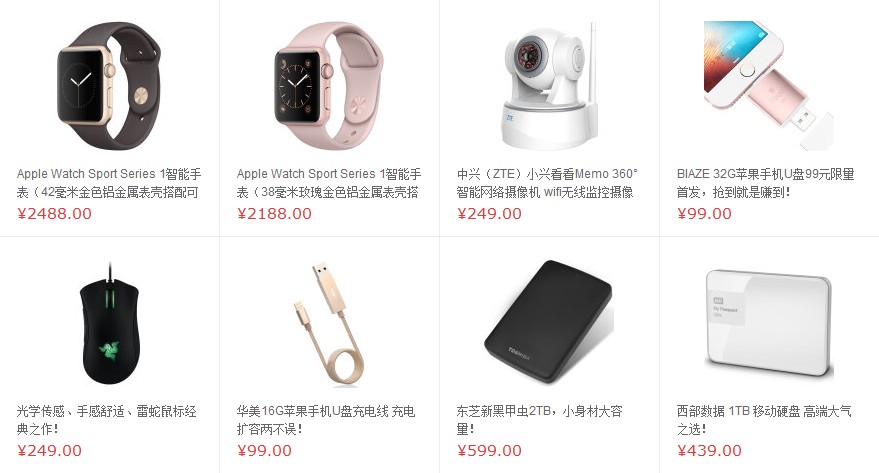 Apple Watch Sport Series 1智能手
表（42毫米金色铝金属表壳搭配可
¥2488.00
Apple Watch Sport Series 1智能手
表（38毫米玫瑰金色铝金属表壳搭
¥2188.00
ZTE
中兴（ZTE）小兴看看Memo 360°
智能网络摄像机 wifi无线监控摄像
¥249.00
BIAZE 32G苹果手机U盘99元限量
首发，抢到就是赚到！
¥99.00
光学传感、手感舒适、雷蛇鼠标经
典之作！
¥249.00
华美16G苹果手机U盘充电线 充电
扩容两不误！
¥99.00
TOSHIBA
东芝新黑甲虫2TB，小身材大容
量！
¥599.00
WD
My Passport
西部数据 1TB 移动硬盘 高端大气
之选！
¥439.00